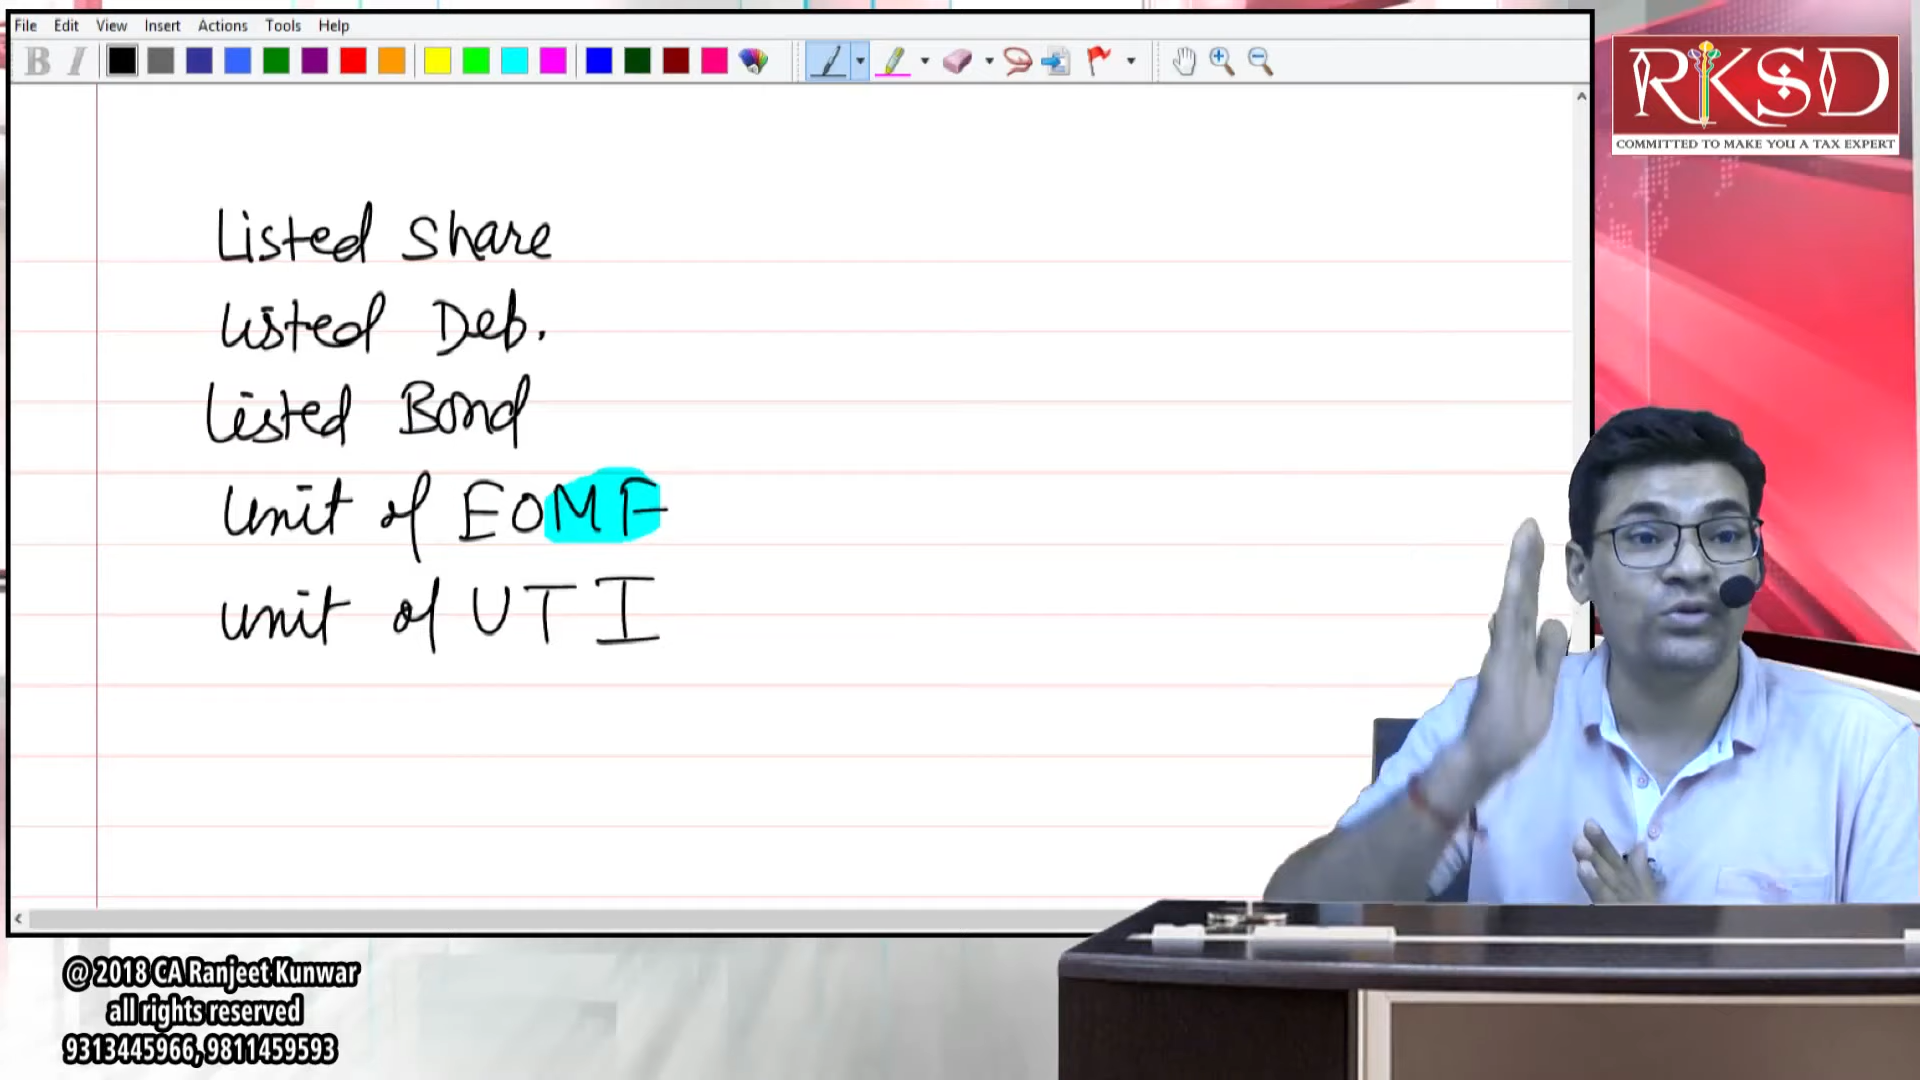 File Edit View Insert Actions Tools Help
B I
RKSD
COMMITTED TO MAKE YOU A TAX EXPERT
Listed Share
Listed Deb.
Listed Bond
Unit of EOMF
unit of UTI
@ 2018 CA Ranjeet Kunwar
all rights reserved
9313445966, 9811459593